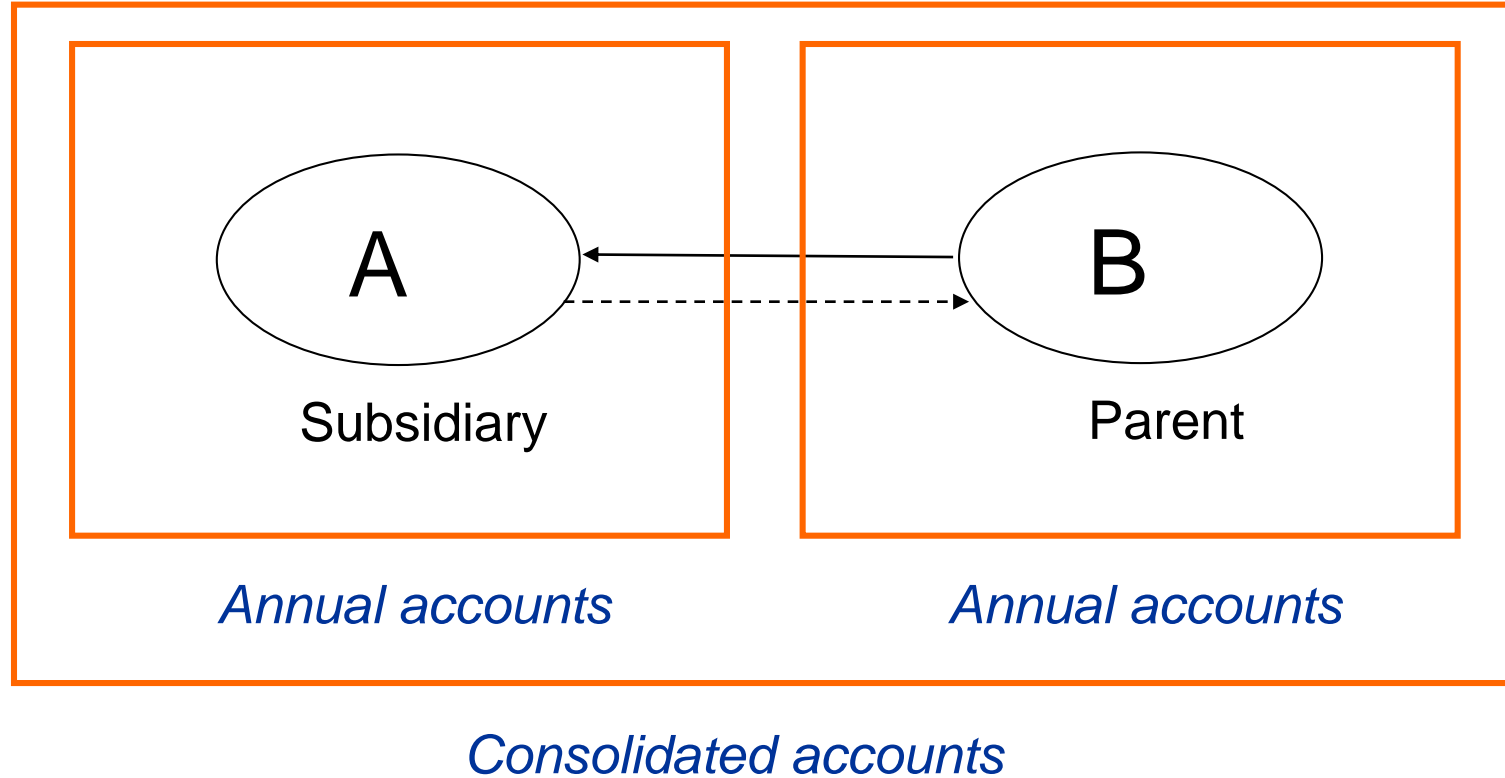 A
B
Subsidiary
Parent
Annual accounts
Annual accounts
Consolidated accounts